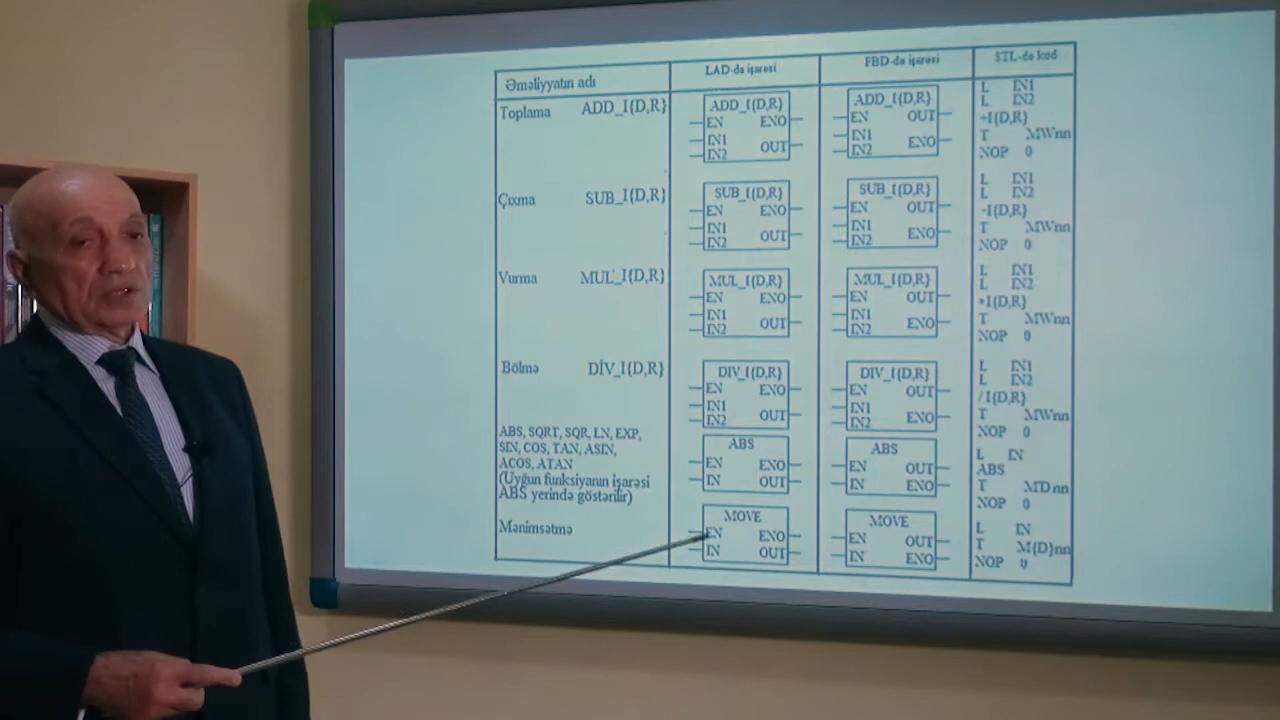 Əməliyyatın adı
LAD-da işarəsi
FBD-da işarəsi
STL-də kod
Toplama ADD_I{D,R}
ADD_I{D,R}
EN ENO
IN1
IN2 OUT
ADD_I{D,R}
EN OUT
IN1
IN2 ENO
L IN1
L IN2
+I{D,R}
T MWnn
NOP 0
Çıxma SUB_I{D,R}
SUB_I{D,R}
EN ENO
IN1
IN2 OUT
SUB_I{D,R}
EN OUT
IN1
IN2 ENO
L IN1
L IN2
-I{D,R}
T MWnn
NOP 0
Vurma MUL_I{D,R}
MUL_I{D,R}
EN ENO
IN1
IN2 OUT
MUL_I{D,R}
EN OUT
IN1
IN2 ENO
L IN1
L IN2
*I{D,R}
T MWnn
NOP 0
Bölmə DİV_I{D,R}
DIV_I{D,R}
EN ENO
IN1
IN2 OUT
DIV_I{D,R}
EN OUT
IN1
IN2 ENO
L IN1
L IN2
/I{D,R}
T MWnn
NOP 0
ABS, SQRT, SQR, LN, EXP,
SIN, COS, TAN, ASIN,
ACOS, ATAN
(Uyğun funksiyanın işarəsi
ABS yerində göstərilir)
ABS
EN ENO
IN OUT
ABS
EN OUT
IN ENO
L IN
ABS
T MDnn
NOP 0
Mənimsətmə
MOVE
EN ENO
IN OUT
MOVE
EN OUT
IN ENO
L IN
T M{D}nn
NOP 0